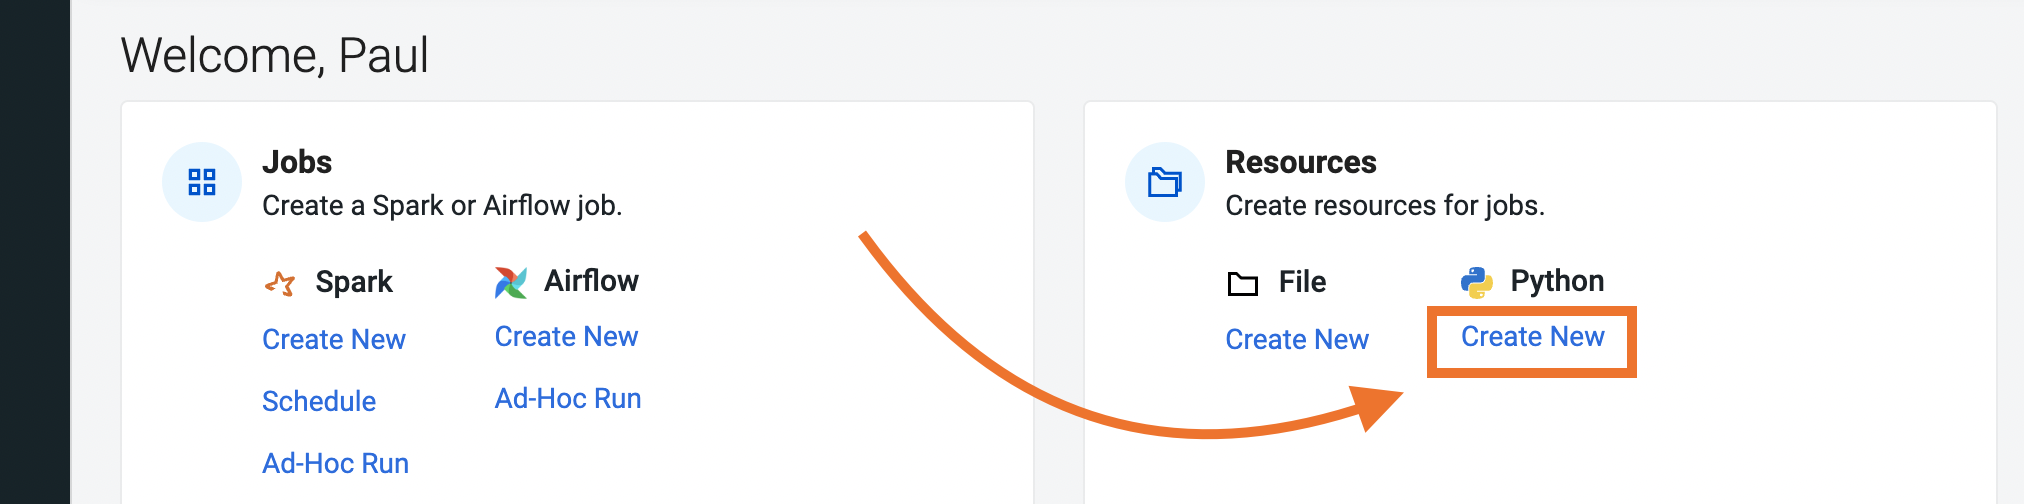 Welcome, Paul
Jobs
Create a Spark or Airflow job.
Spark
Airflow
Create New
Create New
Schedule
Ad-Hoc Run
Ad-Hoc Run
Resources
Create resources for jobs.
File
Python
Create New
Create New